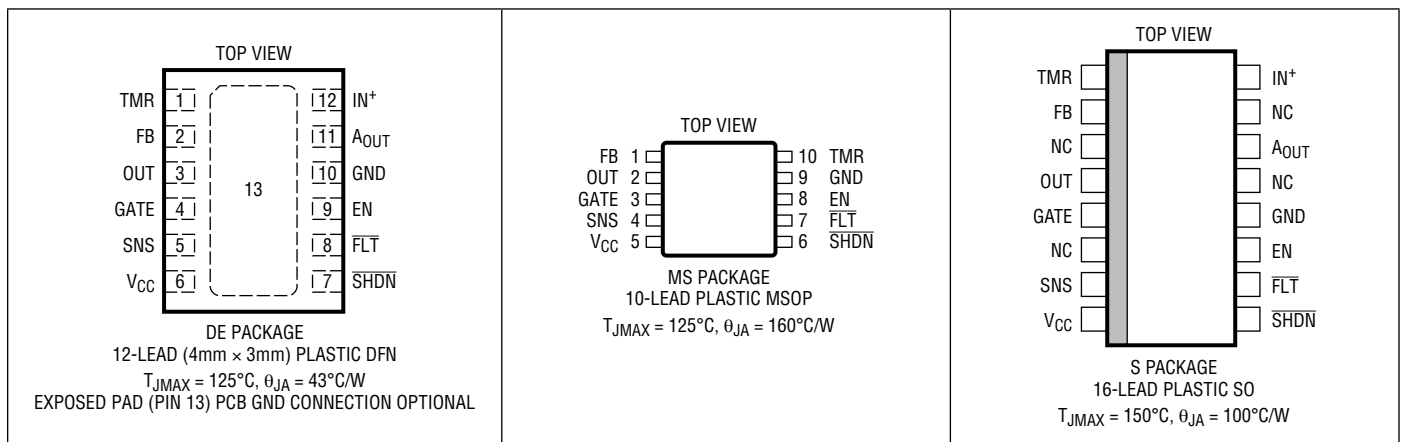 TOP VIEW
TMR 1 12 IN+
FB 2 11 AOUT
OUT 3 10 GND
13
GATE 4 9 EN
SNS 5 8 FLT
VCC 6 7 SHDN
DE PACKAGE
12-LEAD (4mm × 3mm) PLASTIC DFN
TJMAX = 125°C, θJA = 43°C/W
EXPOSED PAD (PIN 13) PCB GND CONNECTION OPTIONAL
TOP VIEW
FB 1 10 TMR
OUT 2 9 GND
GATE 3 8 EN
SNS 4 7 FLT
VCC 5 6 SHDN
MS PACKAGE
10-LEAD PLASTIC MSOP
TJMAX = 125°C, θJA = 160°C/W
TOP VIEW
TMR IN+
FB NC
NC AOUT
OUT NC
GATE GND
NC EN
SNS FLT
VCC SHDN
S PACKAGE
16-LEAD PLASTIC SO
TJMAX = 150°C, θJA = 100°C/W